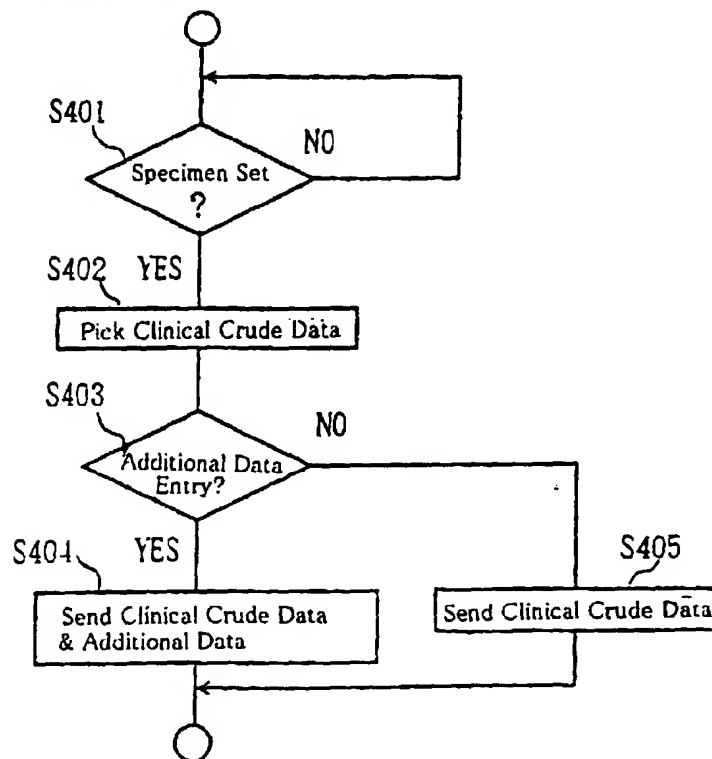 S401
NO
Specimen Set
?
S402
YES
Pick Clinical Crude Data
S403
NO
Additional Data
Entry?
S404
YES
S405
Send Clinical Crude Data
& Additional Data
Send Clinical Crude Data